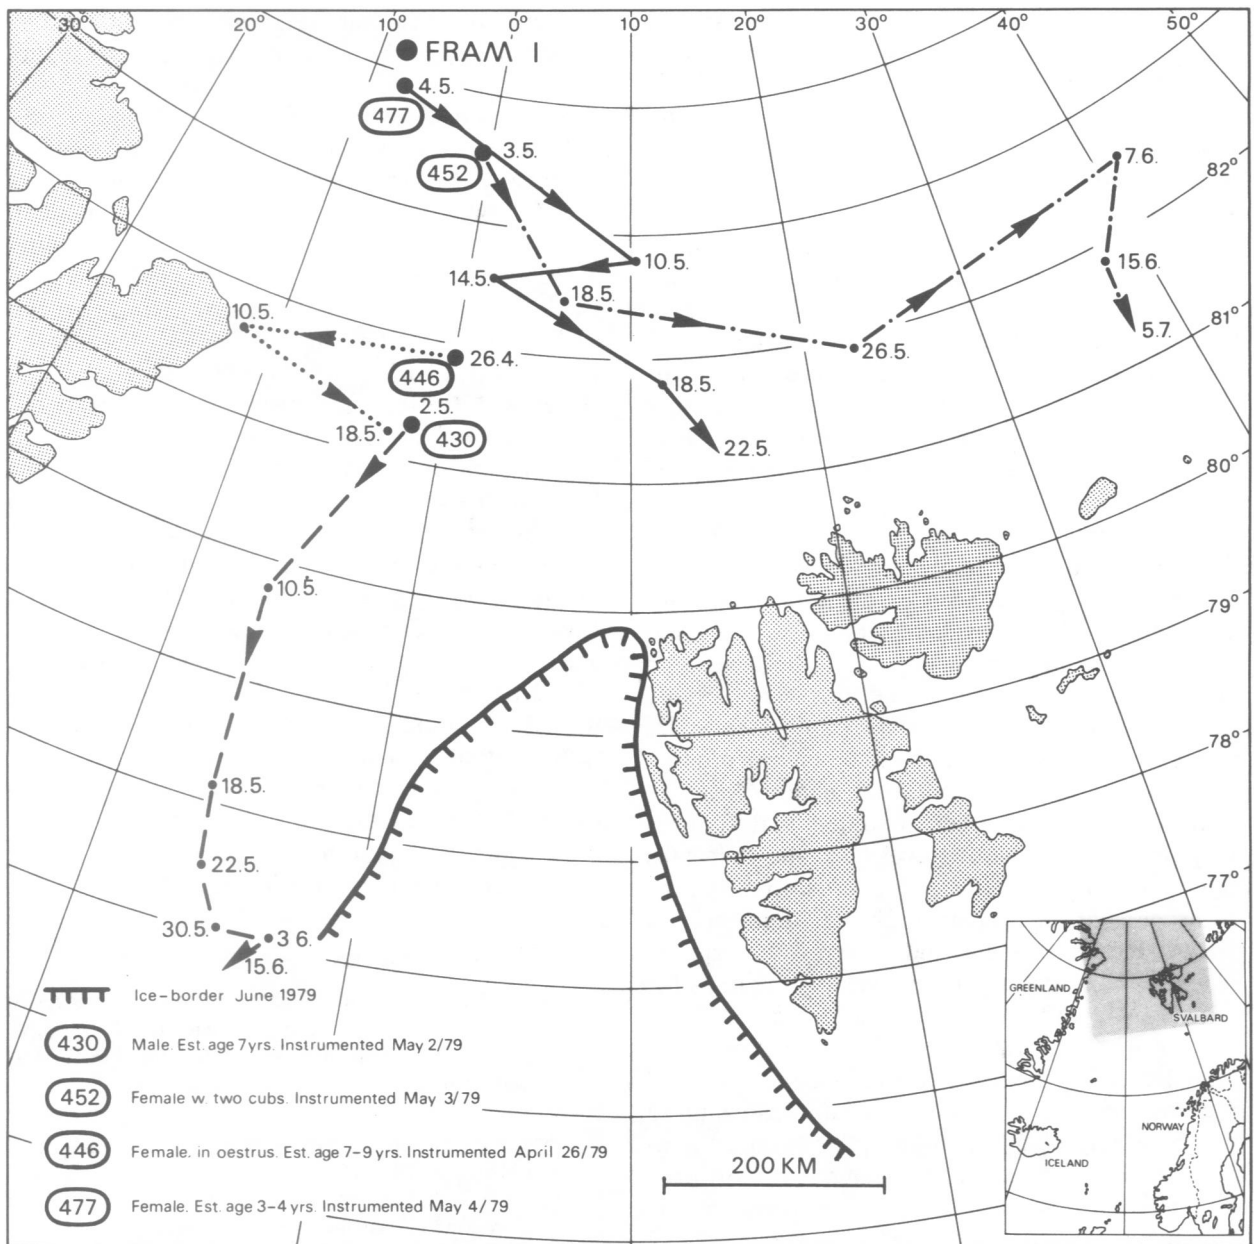 30° 10° 0° 10° 20° 30° 40° 50°
FRAM I
4.5.
477
3.5.
452
7.6.
82°
10.5.
14.5.
15.6.
18.5.
10.5.
81°
5.7.
26.5.
26.4.
446
18.5.
2.5.
18.5.
430
22.5.
80°
10.5.
79°
78°
18.5.
22.5.
77°
30.5.
3 6.
15.6.
Ice-border June 1979
430 Male. Est. age 7yrs. Instrumented May 2/79
452 Female w. two cubs. Instrumented May 3/79
446 Female. in oestrus. Est. age 7-9 yrs. Instrumented April 26/79
477 Female. Est. age 3-4 yrs. Instrumented May 4/79
200 KM
GREENLAND
SVALBARD
NORWAY
ICELAND